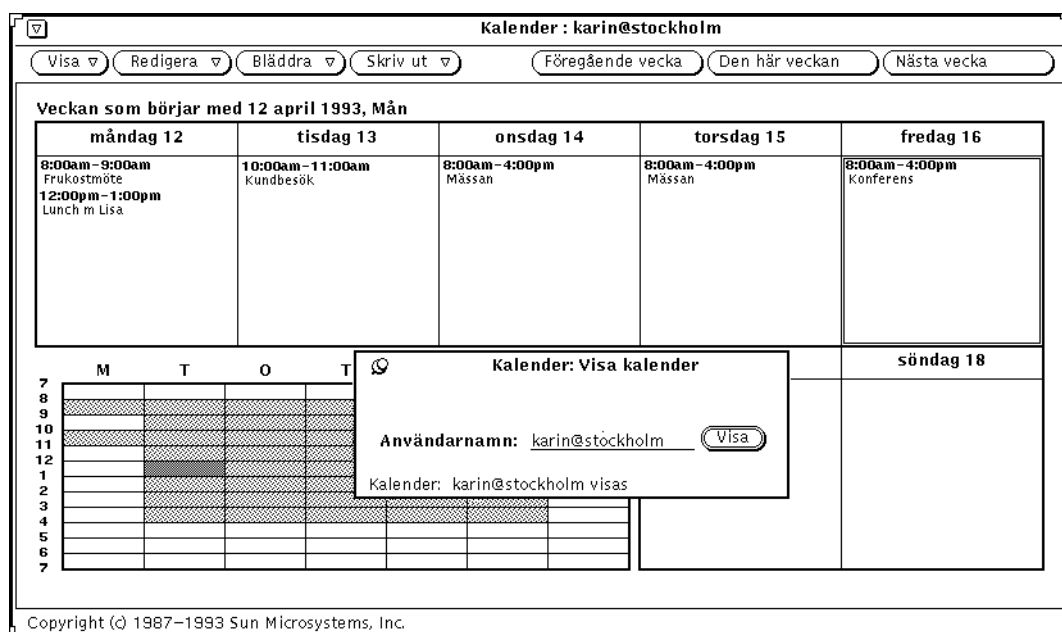 Kalender : karin@stockholm
Visa Redigera Bläddra Skriv ut Föregående vecka Den här veckan Nästa vecka
Veckan som börjar med 12 april 1993, Mån
måndag 12 tisdag 13 onsdag 14 torsdag 15 fredag 16
8:00am-9:00am 10:00am-11:00am 8:00am-4:00pm 8:00am-4:00pm 8:00am-4:00pm
Frukostmöte Kundbesök Mässan Mässan Konferens
12:00pm-1:00pm
Lunch m Lisa
M T O T söndag 18
Kalender: Visa kalender
Användarnamn: karin@stockholm Visa
Kalender: karin@stockholm visas
7
8
9
10
11
12
1
2
3
4
5
6
7
Copyright (c) 1987-1993 Sun Microsystems, Inc.